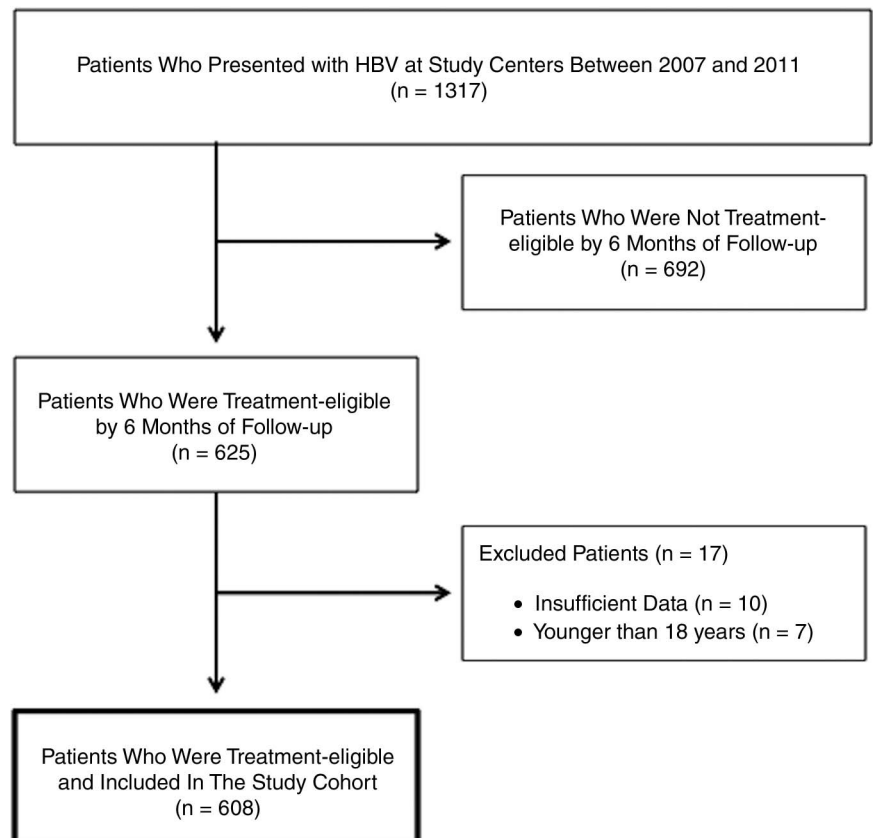 Patients Who Presented with HBV at Study Centers Between 2007 and 2011
(n = 1317)
Patients Who Were Not Treatment-
eligible by 6 Months of Follow-up
(n = 692)
Patients Who Were Treatment-eligible
by 6 Months of Follow-up
(n = 625)
Excluded Patients (n = 17)
• Insufficient Data (n = 10)
• Younger than 18 years (n = 7)
Patients Who Were Treatment-eligible
and Included In The Study Cohort
(n = 608)